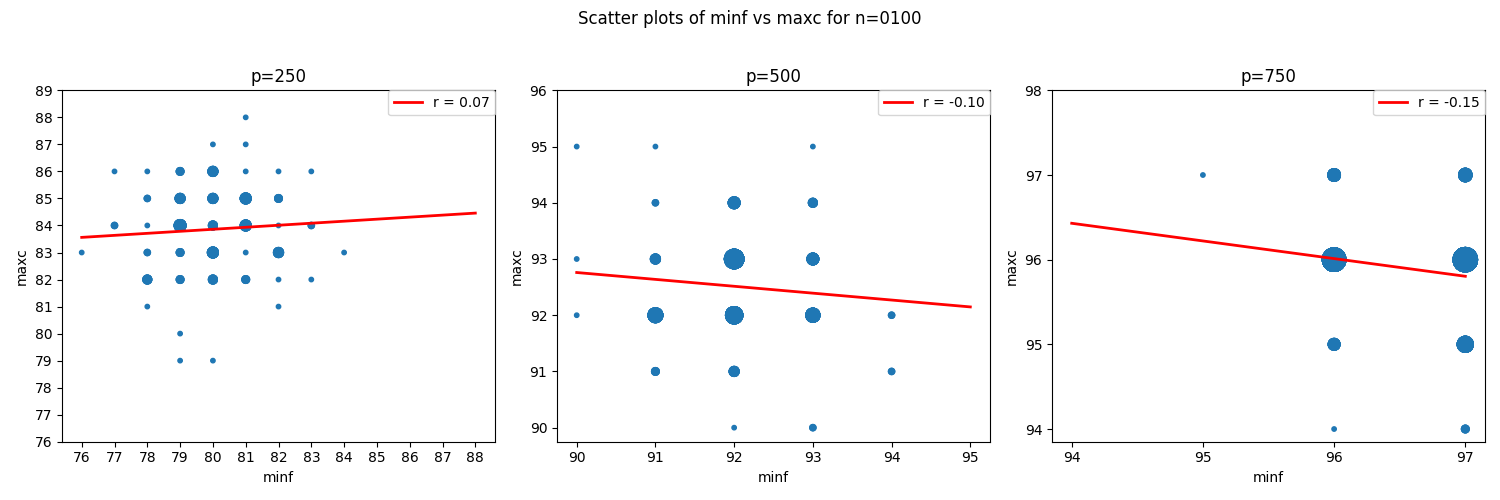 Scatter plots of minf vs maxc for n=0100
p=250
r = 0.07
89
88
87
86
85
84
83
82
81
80
79
78
77
76
maxc
76 77 78 79 80 81 82 83 84 85 86 87 88
minf
p=500
r = -0.10
96
95
94
93
92
91
90
maxc
90 91 92 93 94 95
minf
p=750
r = -0.15
98
97
96
95
94
maxc
94 95 96 97
minf